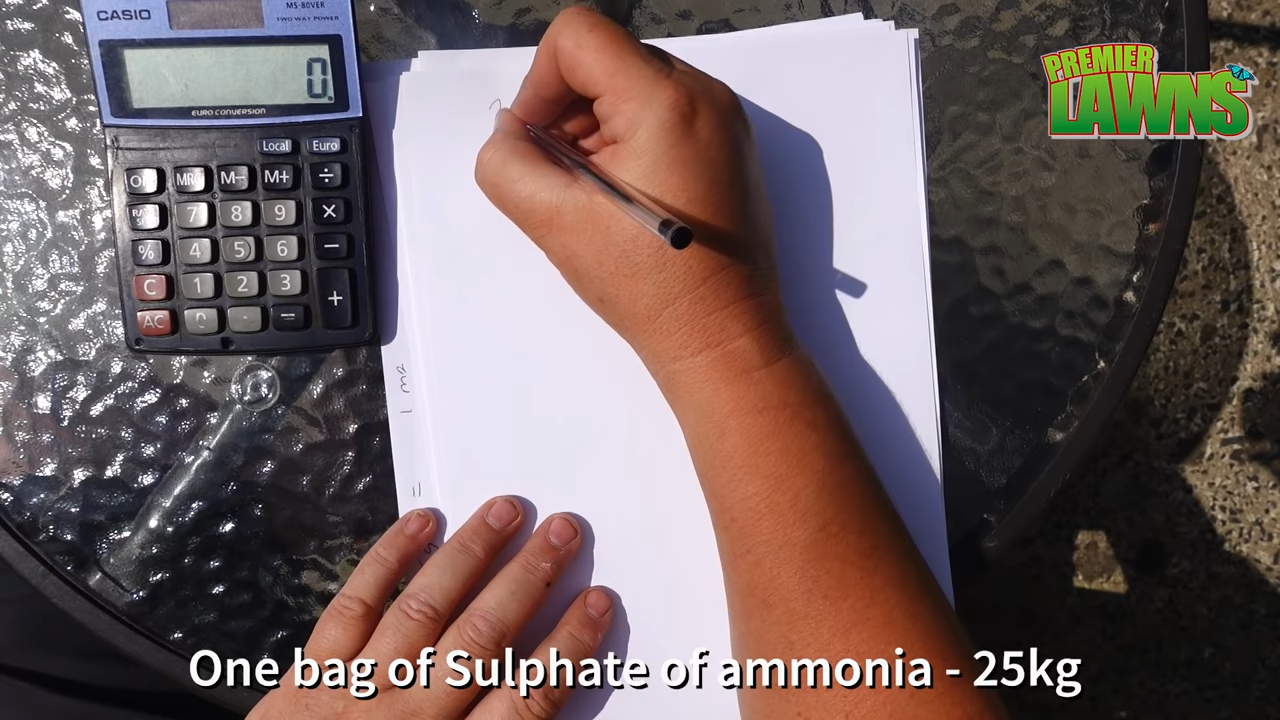 CASIO
MS-80VER
TWO WAY POWER
0.
EURO CONVERSION
Local Euro
MRC M- M+ ÷
7 8 9 ×
% 4 5 6 −
C 1 2 3 +
AC 0 · =
PREMIER
LAWNS
1 m2
=
One bag of Sulphate of ammonia - 25kg